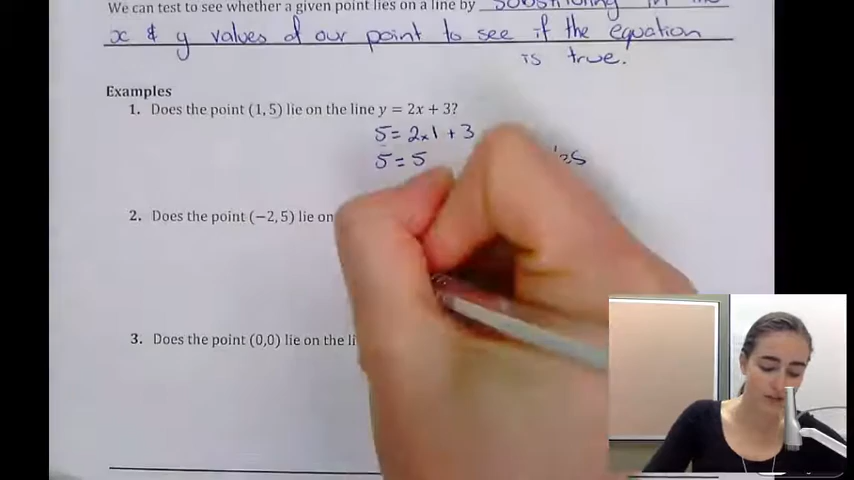 We can test to see whether a given point lies on a line by substituting in the
x & y values of our point to see if the equation
is true.
Examples
1. Does the point (1, 5) lie on the line y = 2x + 3?
5 = 2×1 + 3
5 = 5
2. Does the point (−2, 5) lie on
3. Does the point (0,0) lie on the li